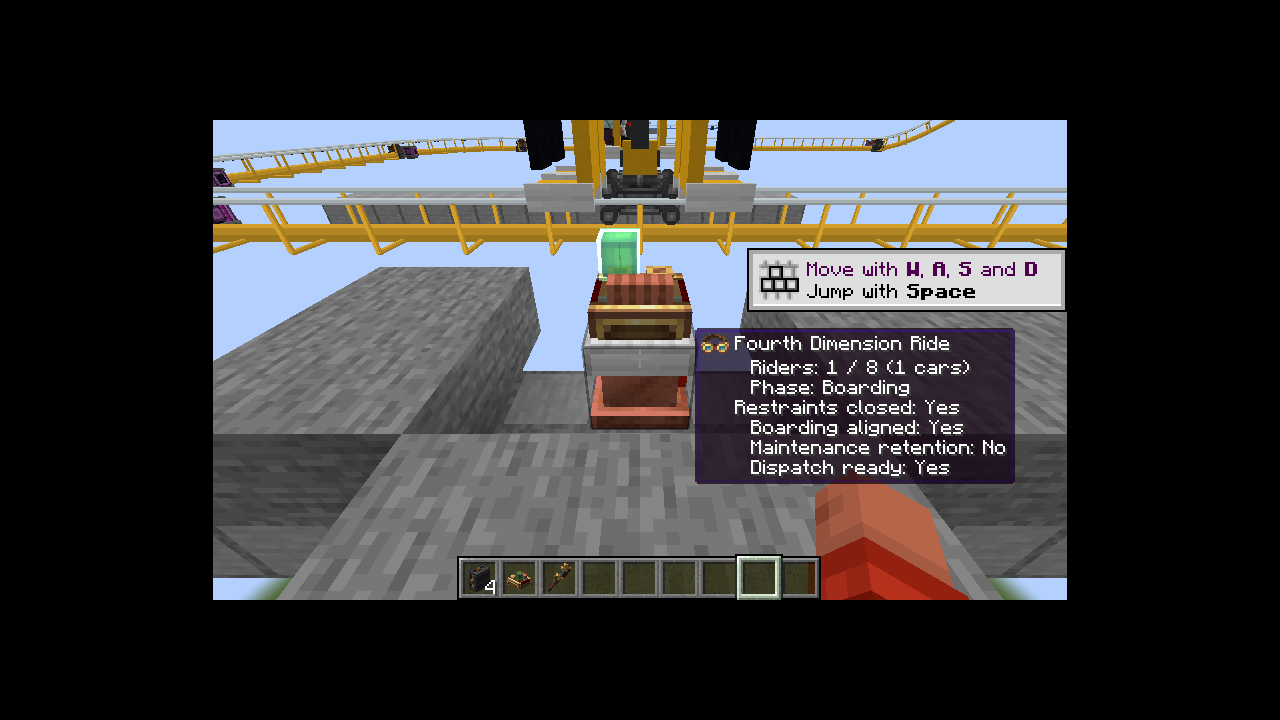 Move with W, A, S and D
Jump with Space
Fourth Dimension Ride
Riders: 1 / 8 (1 cars)
Phase: Boarding
Restraints closed: Yes
Boarding aligned: Yes
Maintenance retention: No
Dispatch ready: Yes
4